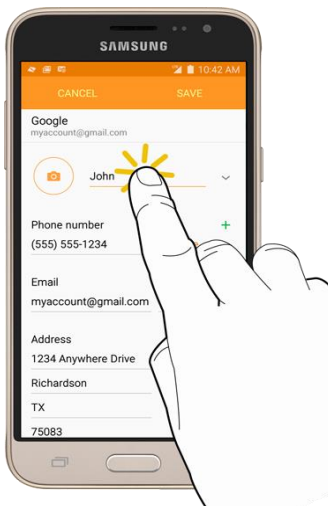 SAMSUNG
10:42 AM
CANCEL SAVE
Google
myaccount@gmail.com
John
Phone number
(555) 555-1234
Email
myaccount@gmail.com
Address
1234 Anywhere Drive
Richardson
TX
75083